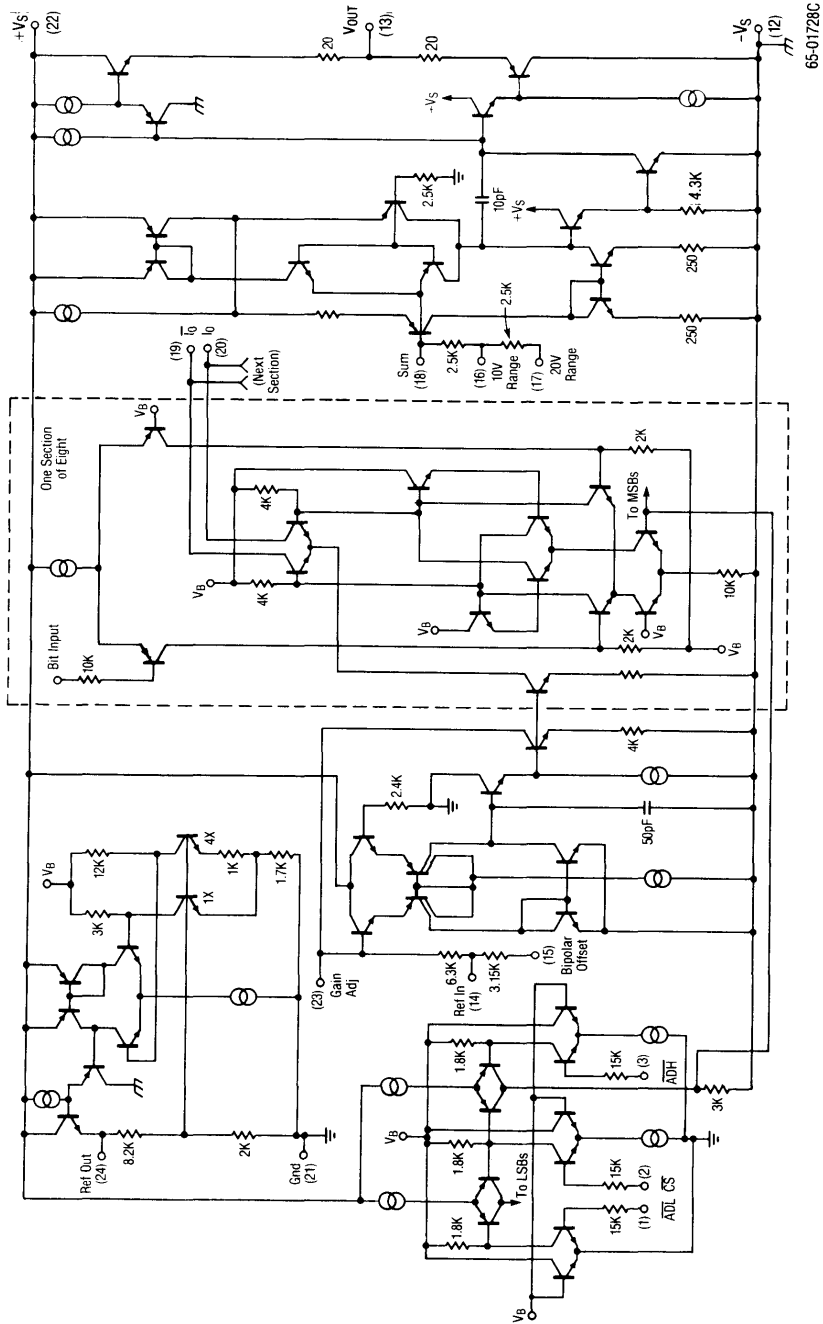 +VS
(22)
VOUT
(13)
20
20
-VS
(12)
65-01728C
+VS
10pF
2.5K
+VS
4.3K
250
250
I0
(19)
I0
(20)
(Next
Section)
Sum
(18)
2.5K
(16)
10V
Range
2.5K
(17)
20V
Range
One Section
of Eight
VB
Bit Input
10K
VB
4K
4K
VB
2K
To MSBs
VB
2K
VB
10K
VB
3K
12K
1X
4X
1K
1.7K
Ref Out
(24)
8.2K
2K
Gnd
(21)
(23)
Gain
Adj
2.4K
50pF
4K
6.3K
Ref In
(14)
3.15K
(15)
Bipolar
Offset
VB
1.8K
1.8K
1.8K
To LSBs
VB
15K
(1)
ADL
15K
(2)
CS
15K
(3)
ADH
3K